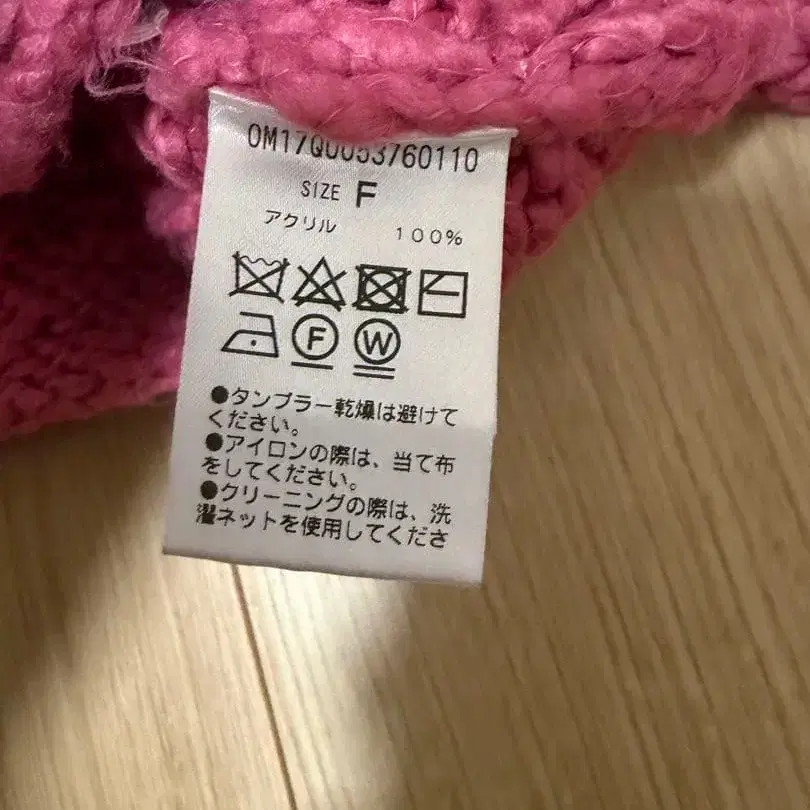 OM17Q0053760110
SIZE F
アクリル 100%
F W
●タンブラー乾燥は避けて
ください。
●アイロンの際は、当て布
をしてください。
●クリーニングの際は、洗
濯ネットを使用してくださ